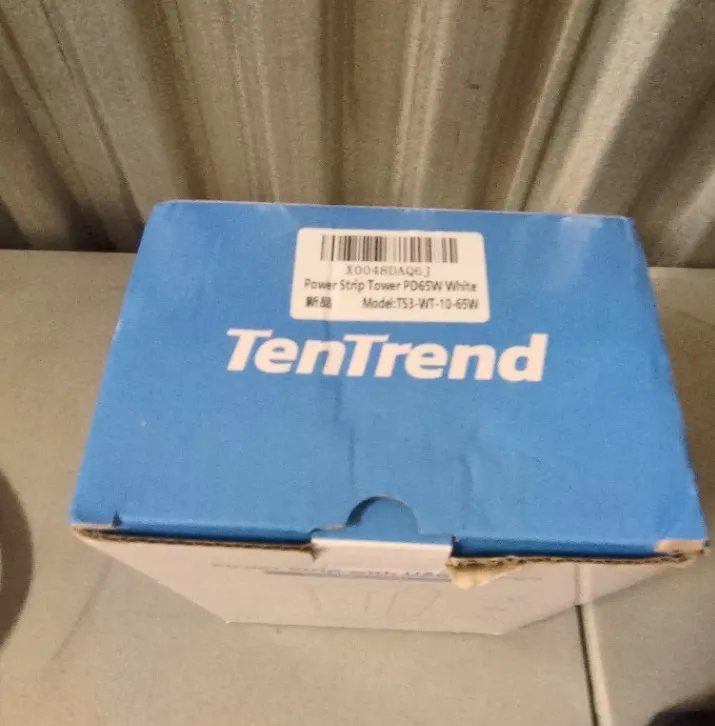 X0048DAQ6J
Power Strip Tower PD65W White
新品 Model:TS3-WT-10-65W
TenTrend